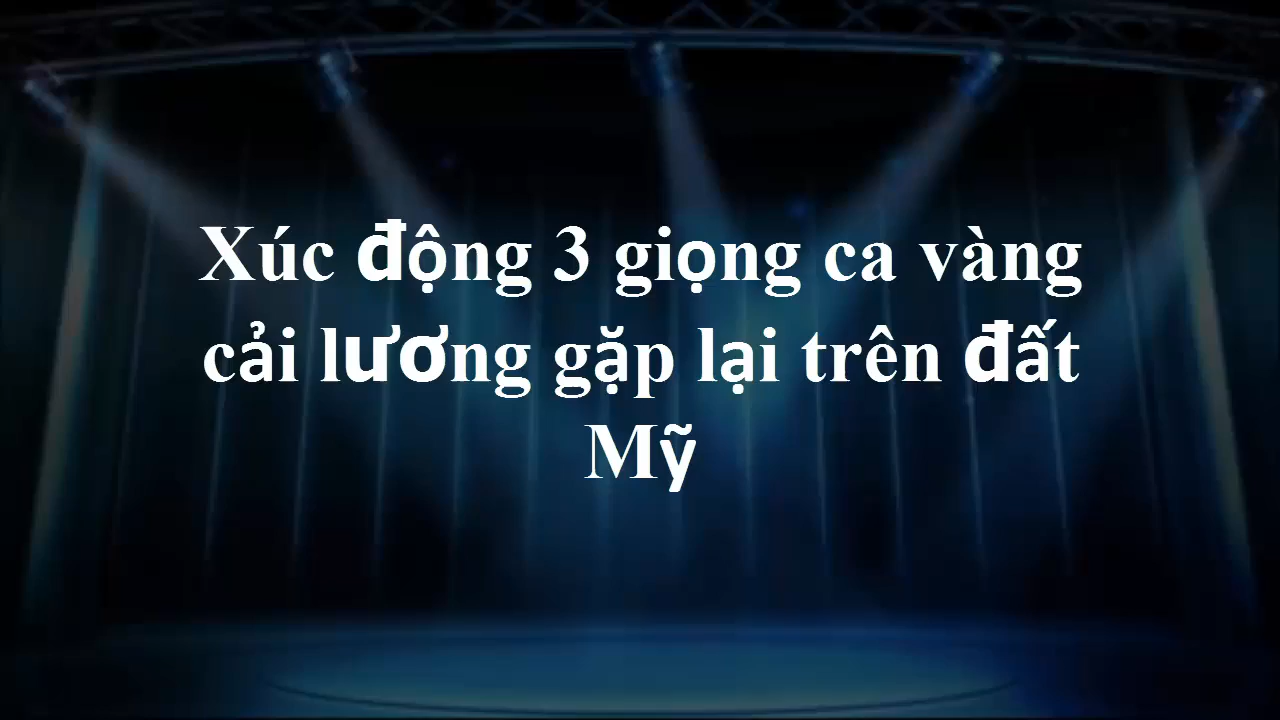 Xúc động 3 giọng ca vàng
cải lương gặp lại trên đất
Mỹ